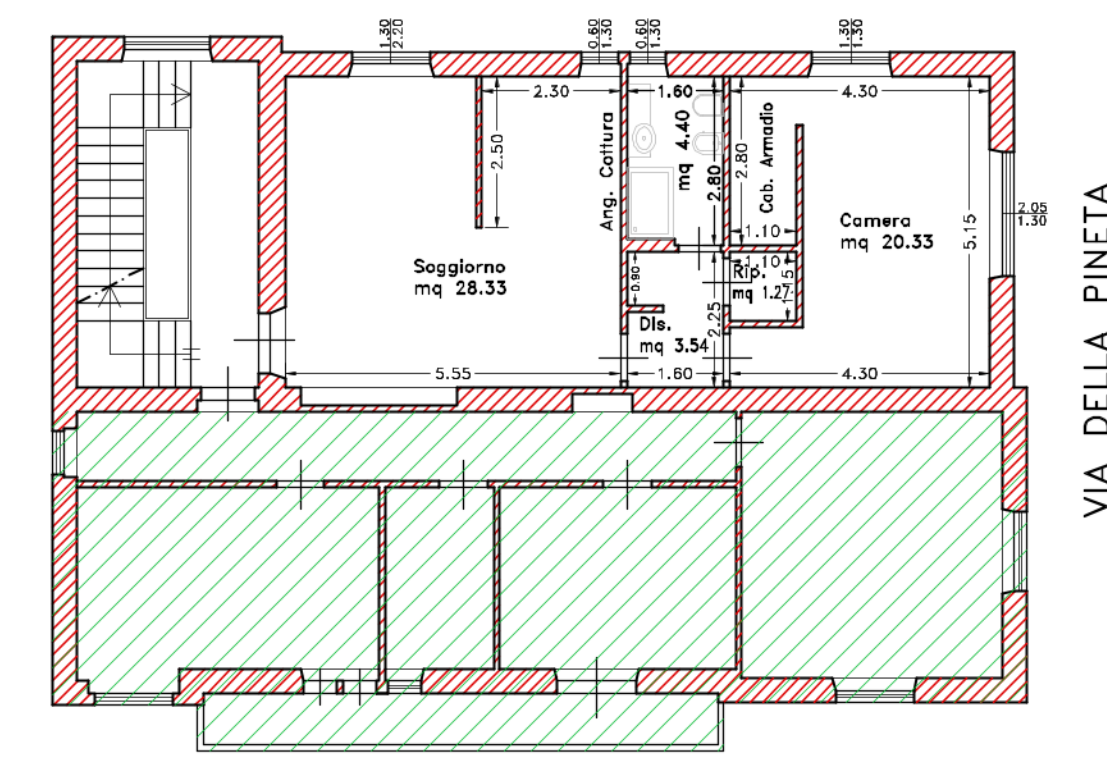 1.30
2.20
0.60
1.30
0.60
1.30
1.30
1.30
2.30
1.60
4.30
2.50
Ang. Cottura
mq 4.40
2.80
2.80
Cab. Armadio
1.10
Camera
mq 20.33
5.15
2.05
1.30
Soggiorno
mq 28.33
0.90
1.10
Rip.
mq 1.27
1.15
Dis.
mq 3.54
2.25
5.55
1.60
4.30
VIA DELLA PINETA